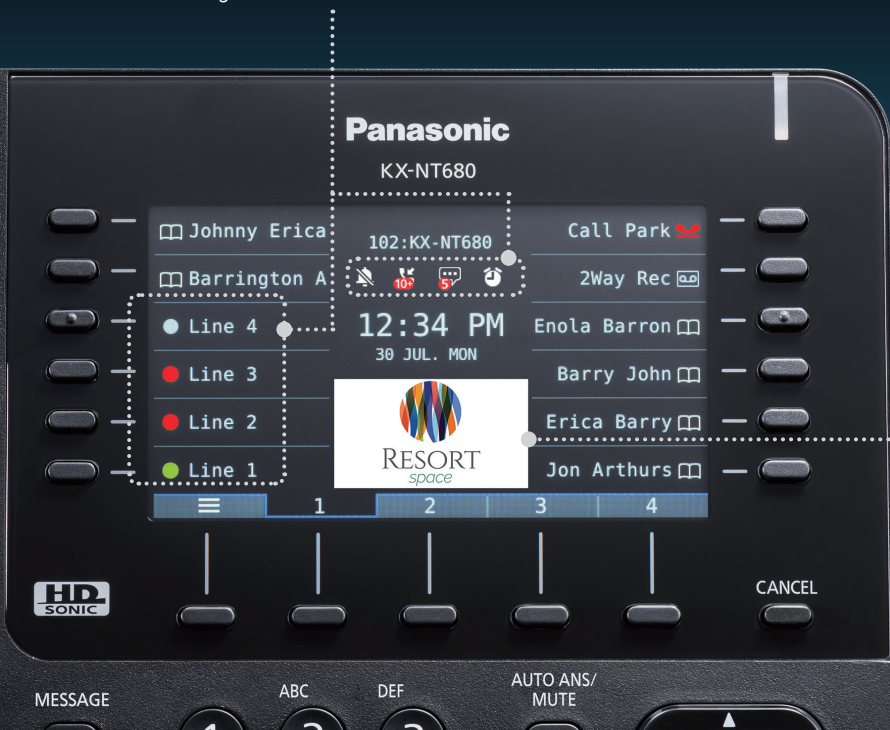 Panasonic
KX-NT680
Johnny Erica
102:KX-NT680
Call Park
Barrington A
10+
5
2Way Rec
Line 4
12:34 PM
Enola Barron
30 JUL. MON
Line 3
Barry John
Line 2
Erica Barry
RESORT
space
Line 1
Jon Arthurs
1 2 3 4
HD
SONIC
CANCEL
MESSAGE
ABC
DEF
AUTO ANS/
MUTE